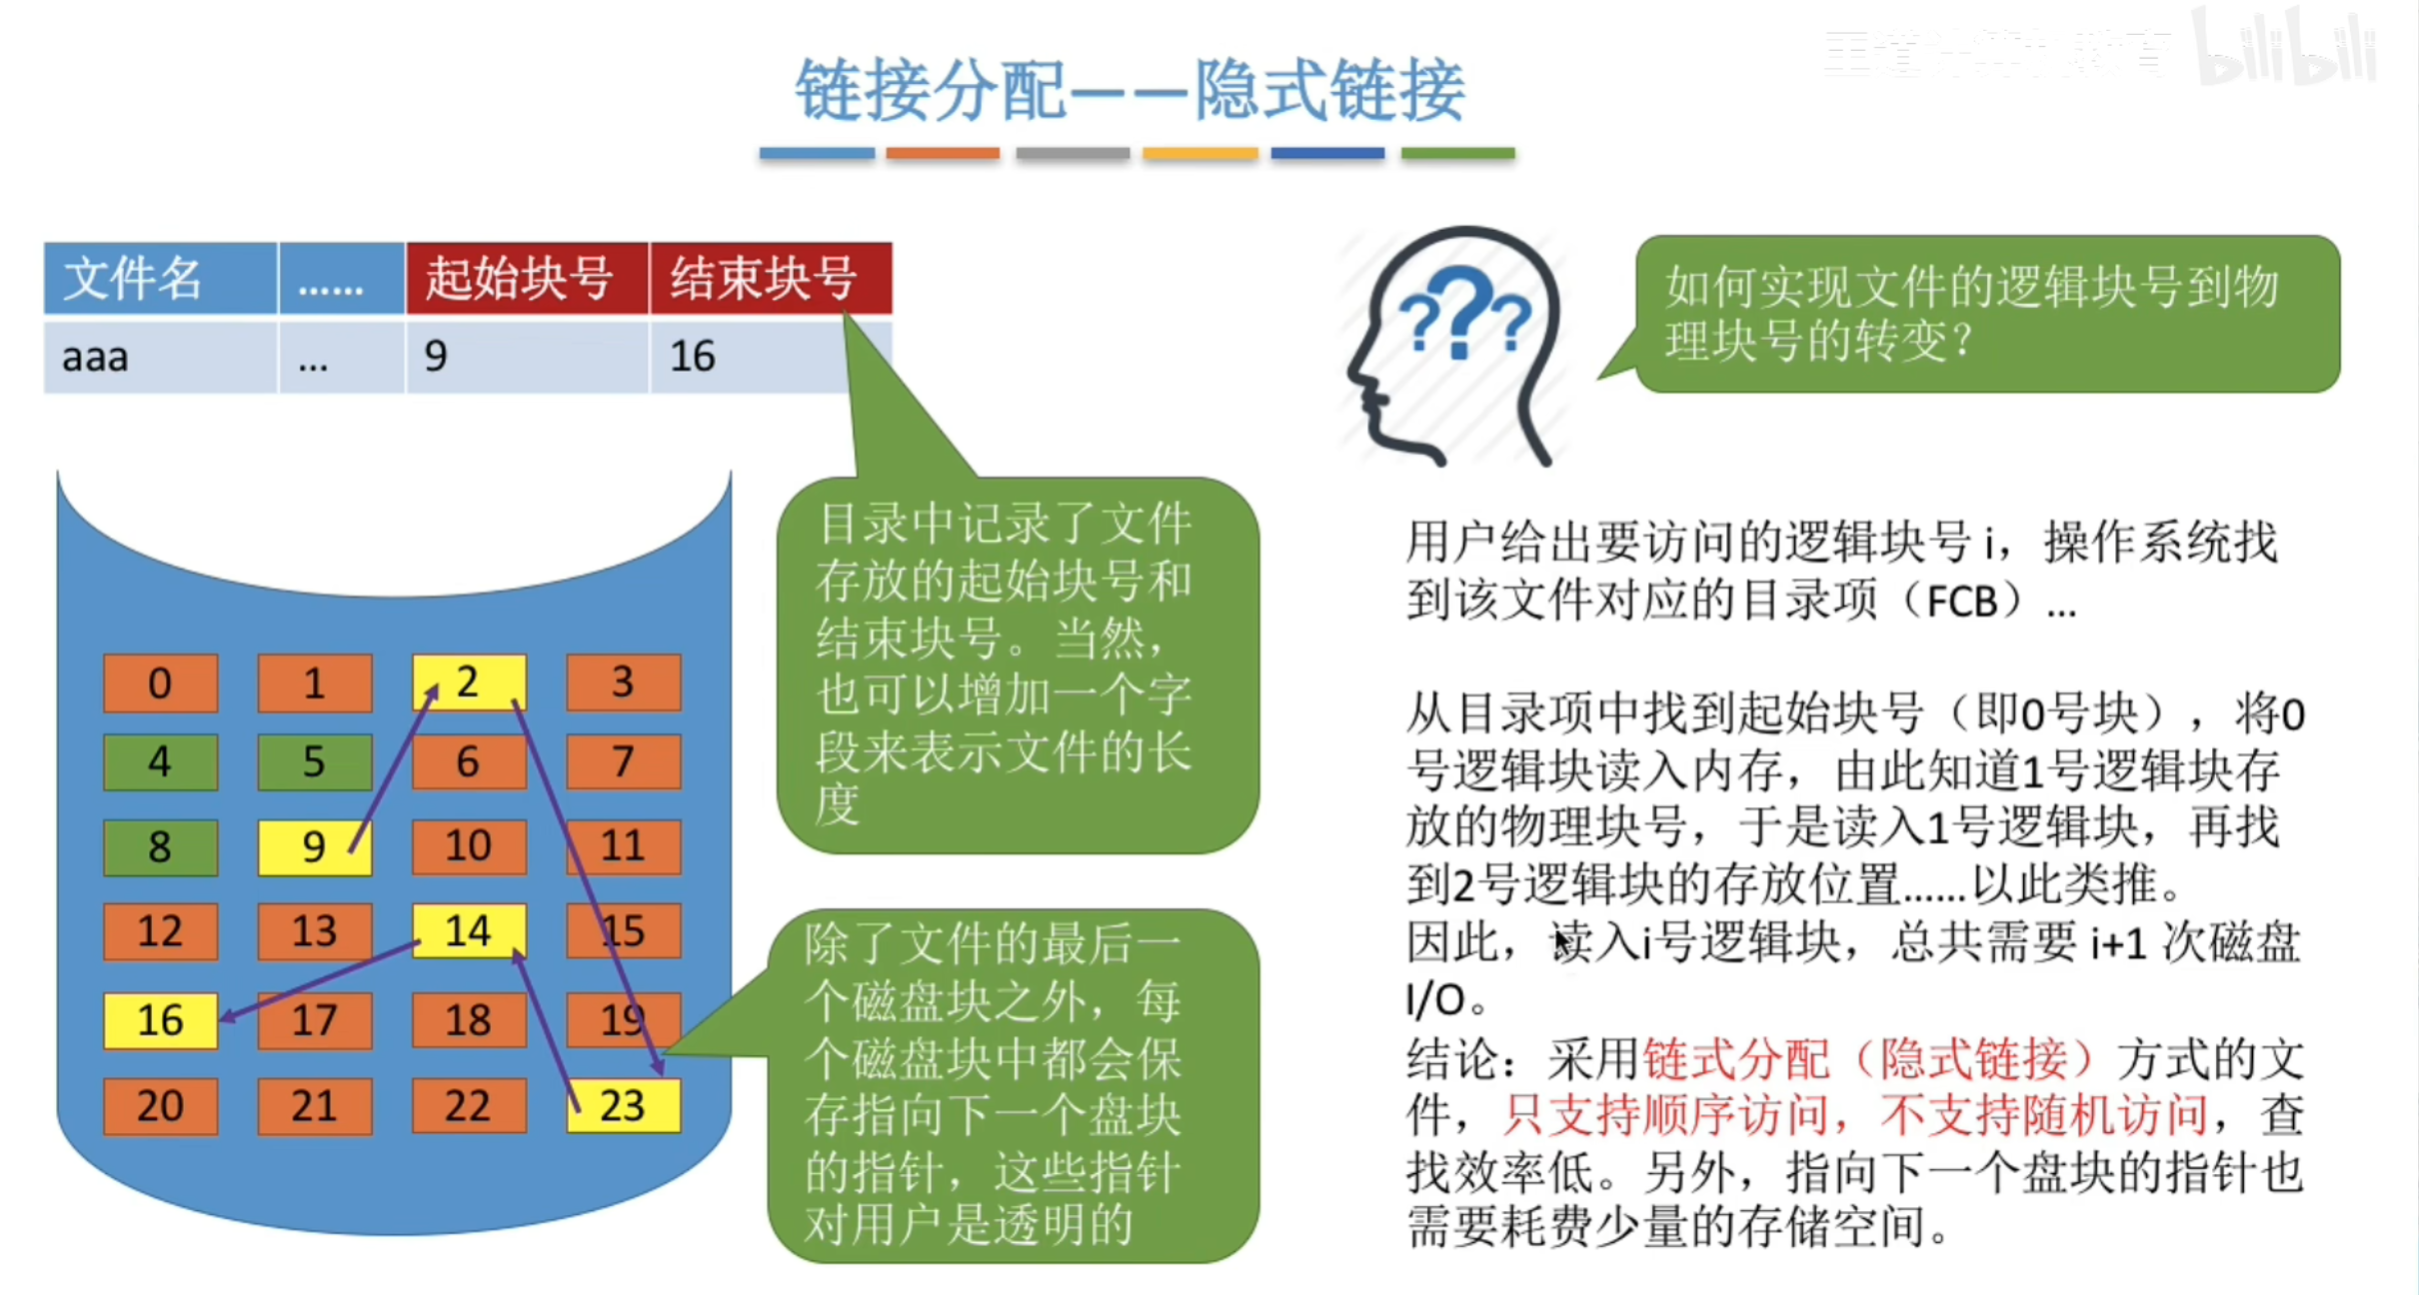 王道计算机教育 bilibili
链接分配——隐式链接
文件名 …… 起始块号 结束块号
aaa … 9 16
如何实现文件的逻辑块号到物
理块号的转变?
???
目录中记录了文件
存放的起始块号和
结束块号。当然，
也可以增加一个字
段来表示文件的长
度
0 1 2 3
4 5 6 7
8 9 10 11
12 13 14 15
16 17 18 19
20 21 22 23
除了文件的最后一
个磁盘块之外，每
个磁盘块中都会保
存指向下一个盘块
的指针，这些指针
对用户是透明的
用户给出要访问的逻辑块号 i，操作系统找
到该文件对应的目录项（FCB）…
从目录项中找到起始块号（即0号块），将0
号逻辑块读入内存，由此知道1号逻辑块存
放的物理块号，于是读入1号逻辑块，再找
到2号逻辑块的存放位置……以此类推。
因此，读入i号逻辑块，总共需要 i+1 次磁盘
I/O。
结论：采用链式分配（隐式链接）方式的文
件，只支持顺序访问，不支持随机访问，查
找效率低。另外，指向下一个盘块的指针也
需要耗费少量的存储空间。